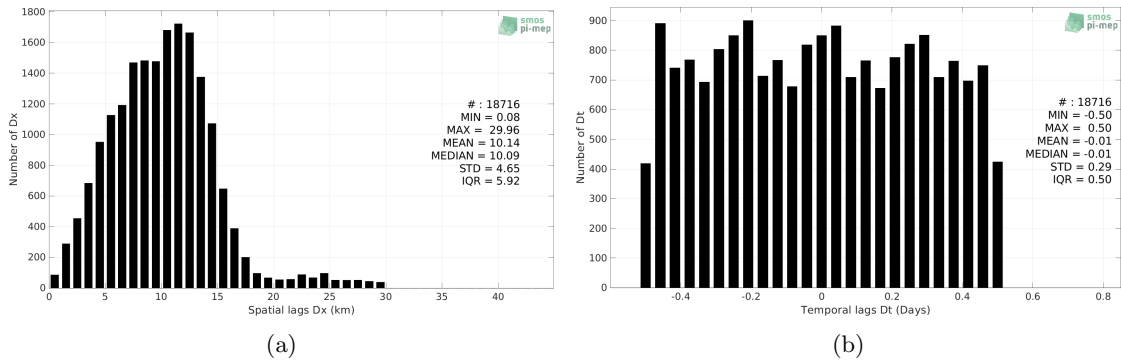 1800
1600
1400
1200
1000
800
600
400
200
0
Number of Dx
0 5 10 15 20 25 30 35 40
Spatial lags Dx (km)
smos
pi-mep
# : 18716
MIN = 0.08
MAX = 29.96
MEAN = 10.14
MEDIAN = 10.09
STD = 4.65
IQR = 5.92
(a)
900
800
700
600
500
400
300
200
100
0
Number of Dt
-0.4 -0.2 0 0.2 0.4 0.6 0.8
Temporal lags Dt (Days)
smos
pi-mep
# : 18716
MIN = -0.50
MAX = 0.50
MEAN = -0.01
MEDIAN = -0.01
STD = 0.29
IQR = 0.50
(b)